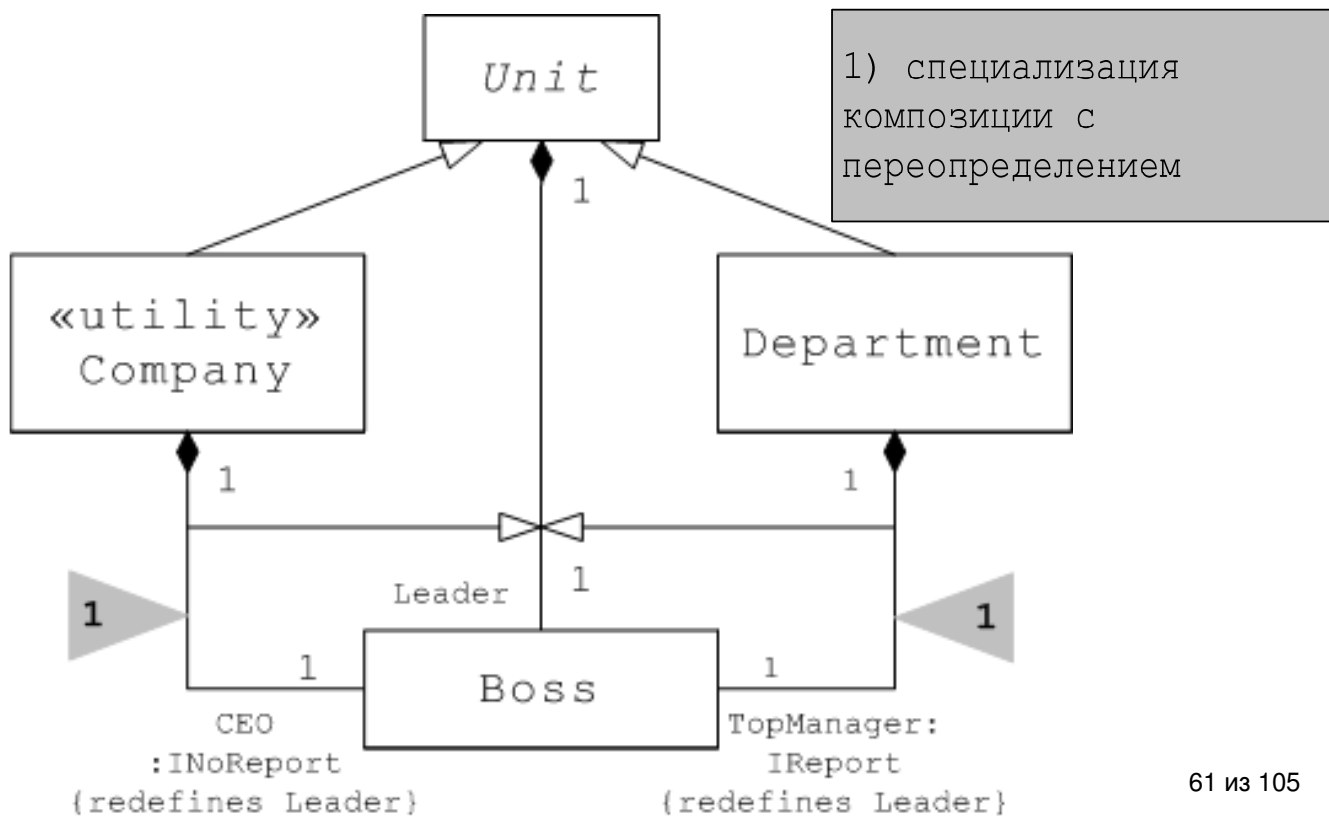 Unit
1) специализация
композиции с
переопределением
1
«utility»
Company
Department
1
1
Leader
1
1
1
1
Boss
1
CEO
:INoReport
{redefines Leader}
TopManager:
IReport
{redefines Leader}
61 из 105